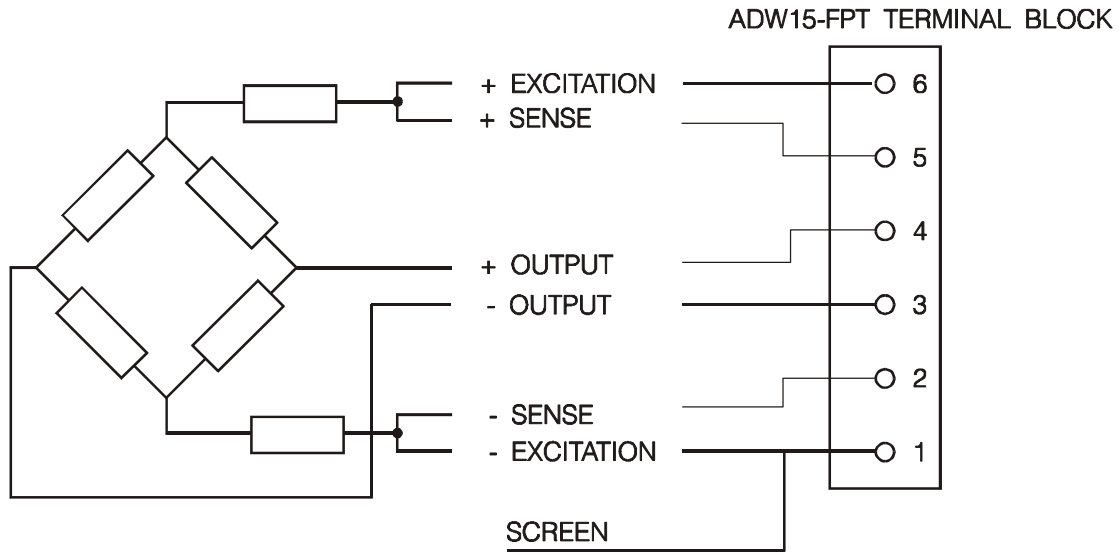 ADW15-FPT TERMINAL BLOCK
+ EXCITATION
6
+ SENSE
5
4
+ OUTPUT
- OUTPUT
3
2
- SENSE
- EXCITATION
1
SCREEN